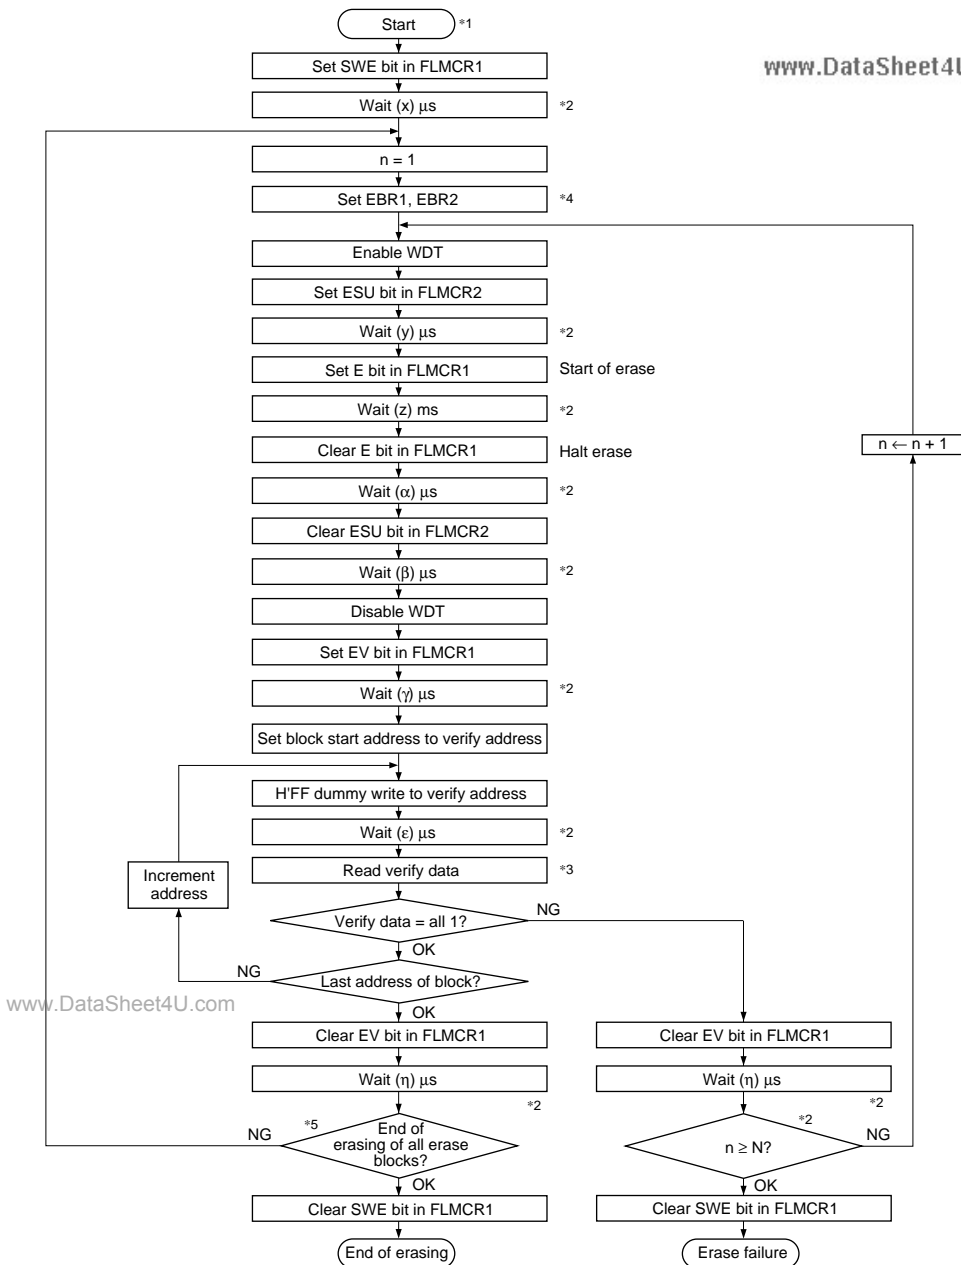 Start *1
www.DataSheet4U
Set SWE bit in FLMCR1
Wait (x) μs *2
n = 1
Set EBR1, EBR2 *4
Enable WDT
Set ESU bit in FLMCR2
Wait (y) μs *2
Set E bit in FLMCR1 Start of erase
Wait (z) ms *2
n ← n + 1
Clear E bit in FLMCR1 Halt erase
Wait (α) μs *2
Clear ESU bit in FLMCR2
Wait (β) μs *2
Disable WDT
Set EV bit in FLMCR1
Wait (γ) μs *2
Set block start address to verify address
H'FF dummy write to verify address
Wait (ε) μs *2
Read verify data *3
Increment
address
Verify data = all 1? NG
OK
NG Last address of block?
www.DataSheet4U.com
OK
Clear EV bit in FLMCR1 Clear EV bit in FLMCR1
Wait (η) μs Wait (η) μs
*2 *2
*5 *2
NG End of
erasing of all erase
blocks?
n ≥ N? NG
OK OK
Clear SWE bit in FLMCR1 Clear SWE bit in FLMCR1
End of erasing Erase failure